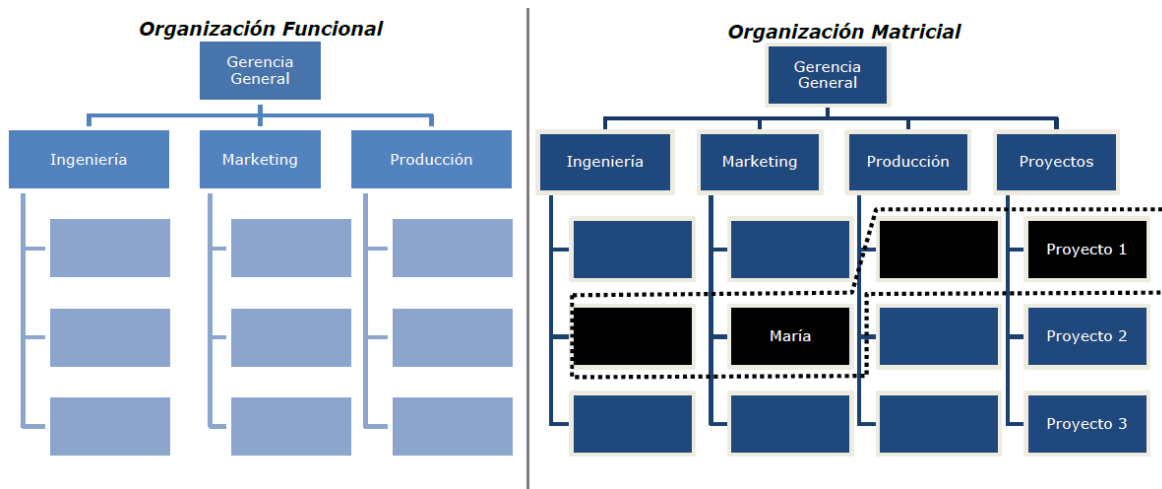 Organización Funcional
Gerencia
General
Ingeniería
Marketing
Producción
Organización Matricial
Gerencia
General
Ingeniería
Marketing
Producción
Proyectos
Proyecto 1
María
Proyecto 2
Proyecto 3